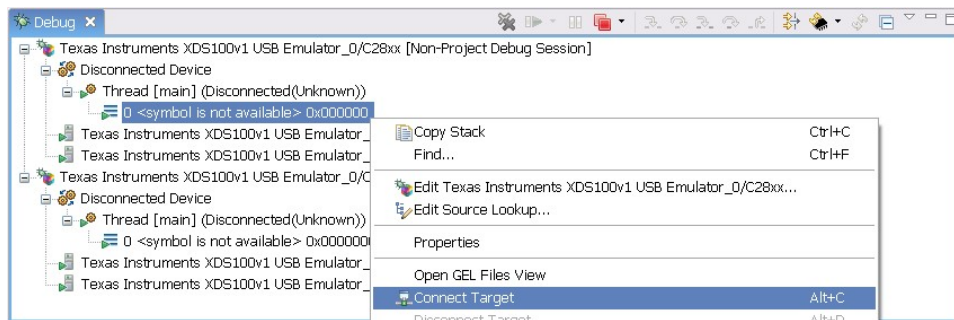 Debug
Texas Instruments XDS100v1 USB Emulator_0/C28xx [Non-Project Debug Session]
Disconnected Device
Thread [main] (Disconnected(Unknown))
0 <symbol is not available> 0x000000
Texas Instruments XDS100v1 USB Emulator_
Texas Instruments XDS100v1 USB Emulator_
Texas Instruments XDS100v1 USB Emulator_0/C
Disconnected Device
Thread [main] (Disconnected(Unknown))
0 <symbol is not available> 0x000000
Texas Instruments XDS100v1 USB Emulator_
Texas Instruments XDS100v1 USB Emulator_
Copy Stack Ctrl+C
Find... Ctrl+F
Edit Texas Instruments XDS100v1 USB Emulator_0/C28xx...
Edit Source Lookup...
Properties
Open GEL Files View
Connect Target Alt+C
Disconnect Target Alt+D